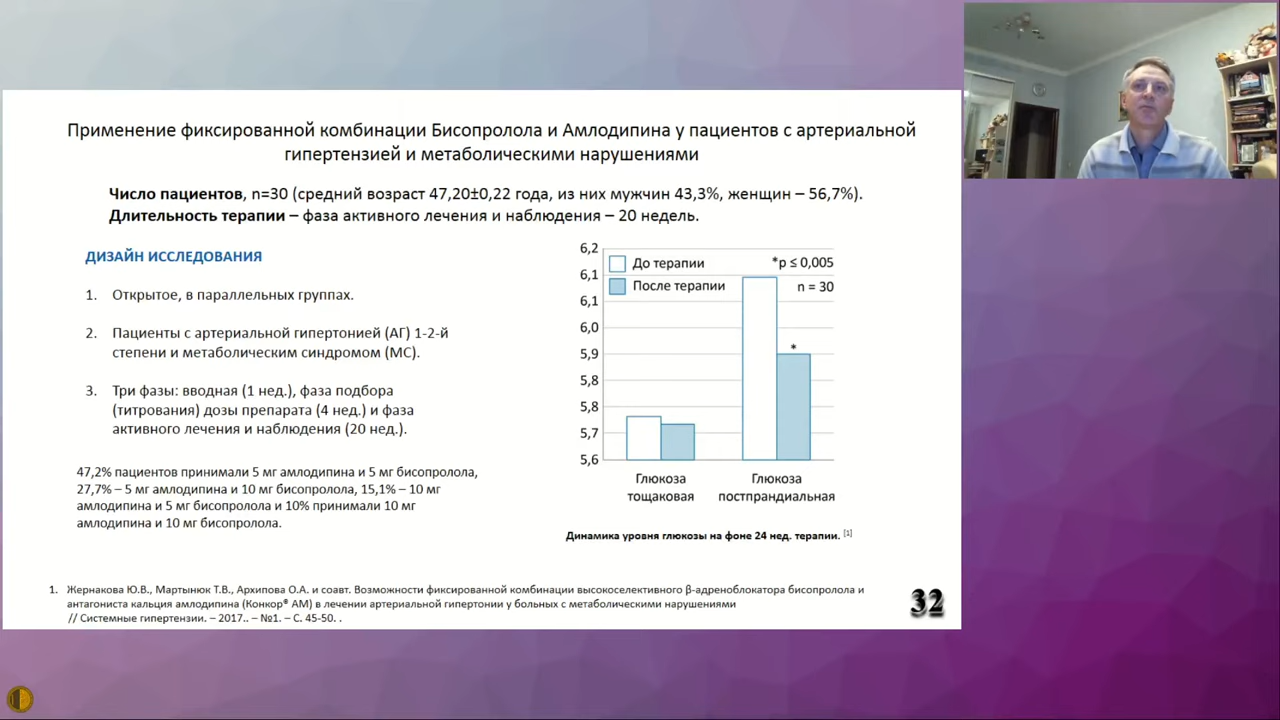 Применение фиксированной комбинации Бисопролола и Амлодипина у пациентов с артериальной
гипертензией и метаболическими нарушениями
Число пациентов, n=30 (средний возраст 47,20±0,22 года, из них мужчин 43,3%, женщин – 56,7%).
Длительность терапии – фаза активного лечения и наблюдения – 20 недель.
ДИЗАЙН ИССЛЕДОВАНИЯ
1. Открытое, в параллельных группах.
2. Пациенты с артериальной гипертонией (АГ) 1-2-й
степени и метаболическим синдромом (МС).
3. Три фазы: вводная (1 нед.), фаза подбора
(титрования) дозы препарата (4 нед.) и фаза
активного лечения и наблюдения (20 нед.).
47,2% пациентов принимали 5 мг амлодипина и 5 мг бисопролола,
27,7% – 5 мг амлодипина и 10 мг бисопролола, 15,1% – 10 мг
амлодипина и 5 мг бисопролола и 10% принимали 10 мг
амлодипина и 10 мг бисопролола.
6,2
6,1
6,1
6,0
5,9
5,8
5,8
5,7
5,6
До терапии
После терапии
*p ≤ 0,005
n = 30
*
Глюкоза
тощаковая
Глюкоза
постпрандиальная
Динамика уровня глюкозы на фоне 24 нед. терапии. [1]
1. Жернакова Ю.В., Мартынюк Т.В., Архипова О.А. и соавт. Возможности фиксированной комбинации высокоселективного β-адреноблокатора бисопролола и
антагониста кальция амлодипина (Конкор® АМ) в лечении артериальной гипертонии у больных с метаболическими нарушениями
// Системные гипертензии. – 2017.. – №1. – С. 45-50. .
32